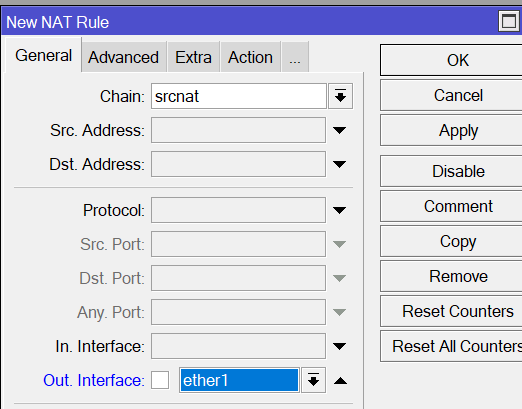 New NAT Rule
General Advanced Extra Action ...
Chain: srcnat
Src. Address:
Dst. Address:
Protocol:
Src. Port:
Dst. Port:
Any. Port:
In. Interface:
Out. Interface: ether1
OK
Cancel
Apply
Disable
Comment
Copy
Remove
Reset Counters
Reset All Counters